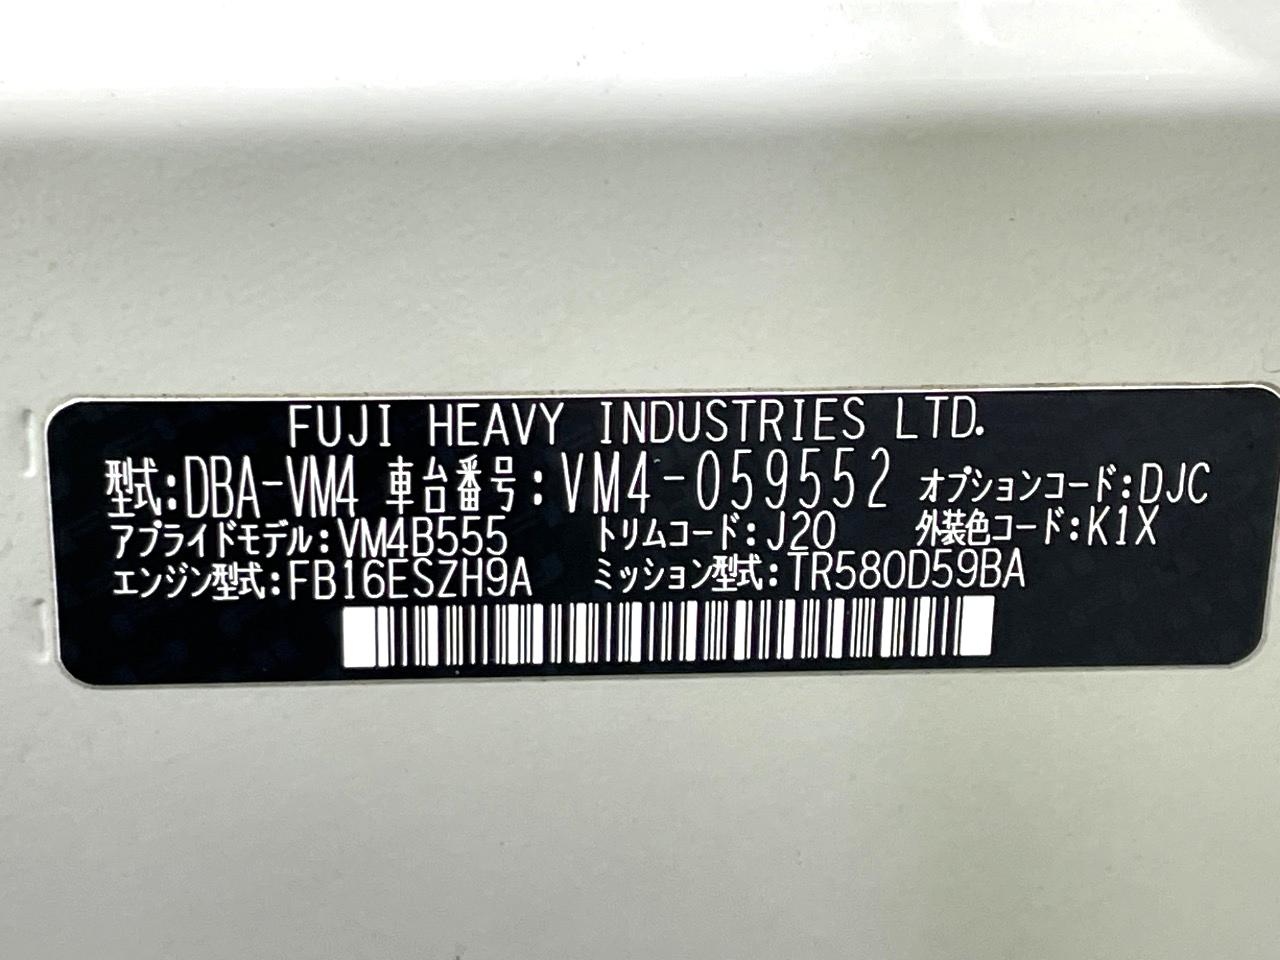 FUJI HEAVY INDUSTRIES LTD.
型式:DBA-VM4 車台番号:VM4-059552 オプションコード:DJC
アプライドモデル:VM4B555 トリムコード:J20 外装色コード:K1X
エンジン型式:FB16ESZH9A ミッション型式:TR580D59BA